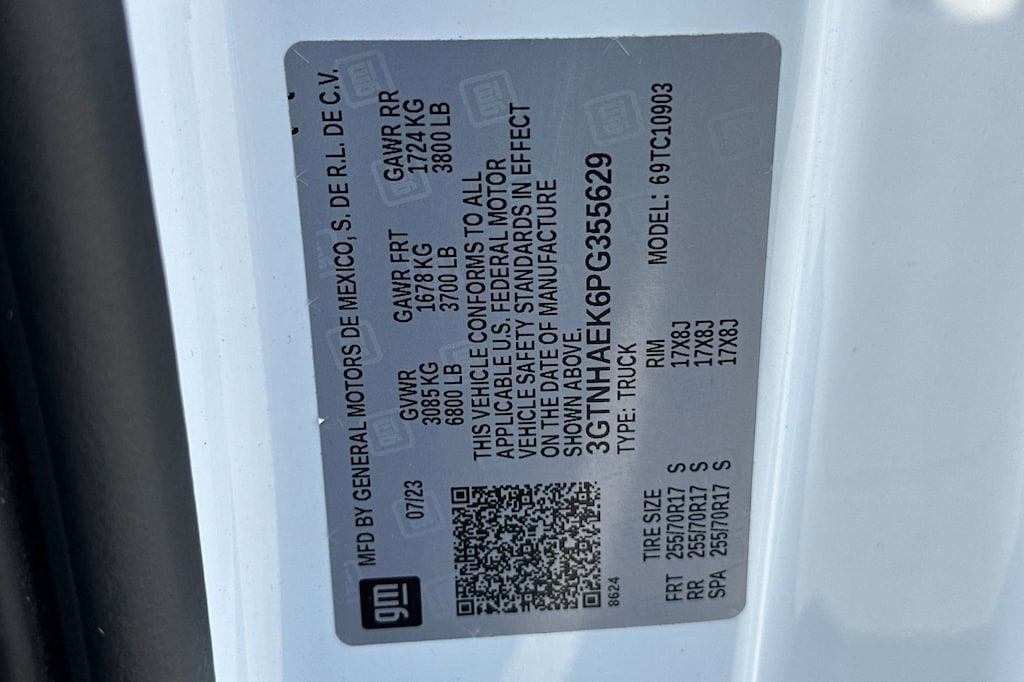 gm
MFD BY GENERAL MOTORS DE MEXICO, S. DE R.L. DE C.V.
07/23
GVWR GAWR FRT GAWR RR
3085 KG 1678 KG 1724 KG
6800 LB 3700 LB 3800 LB
THIS VEHICLE CONFORMS TO ALL
APPLICABLE U.S. FEDERAL MOTOR
VEHICLE SAFETY STANDARDS IN EFFECT
ON THE DATE OF MANUFACTURE
SHOWN ABOVE.
3GTNHAEK6PG355629
8624
TYPE: TRUCK MODEL: 69TC10903
TIRE SIZE RIM
FRT 255/70R17 S 17X8J
RR 255/70R17 S 17X8J
SPA 255/70R17 S 17X8J